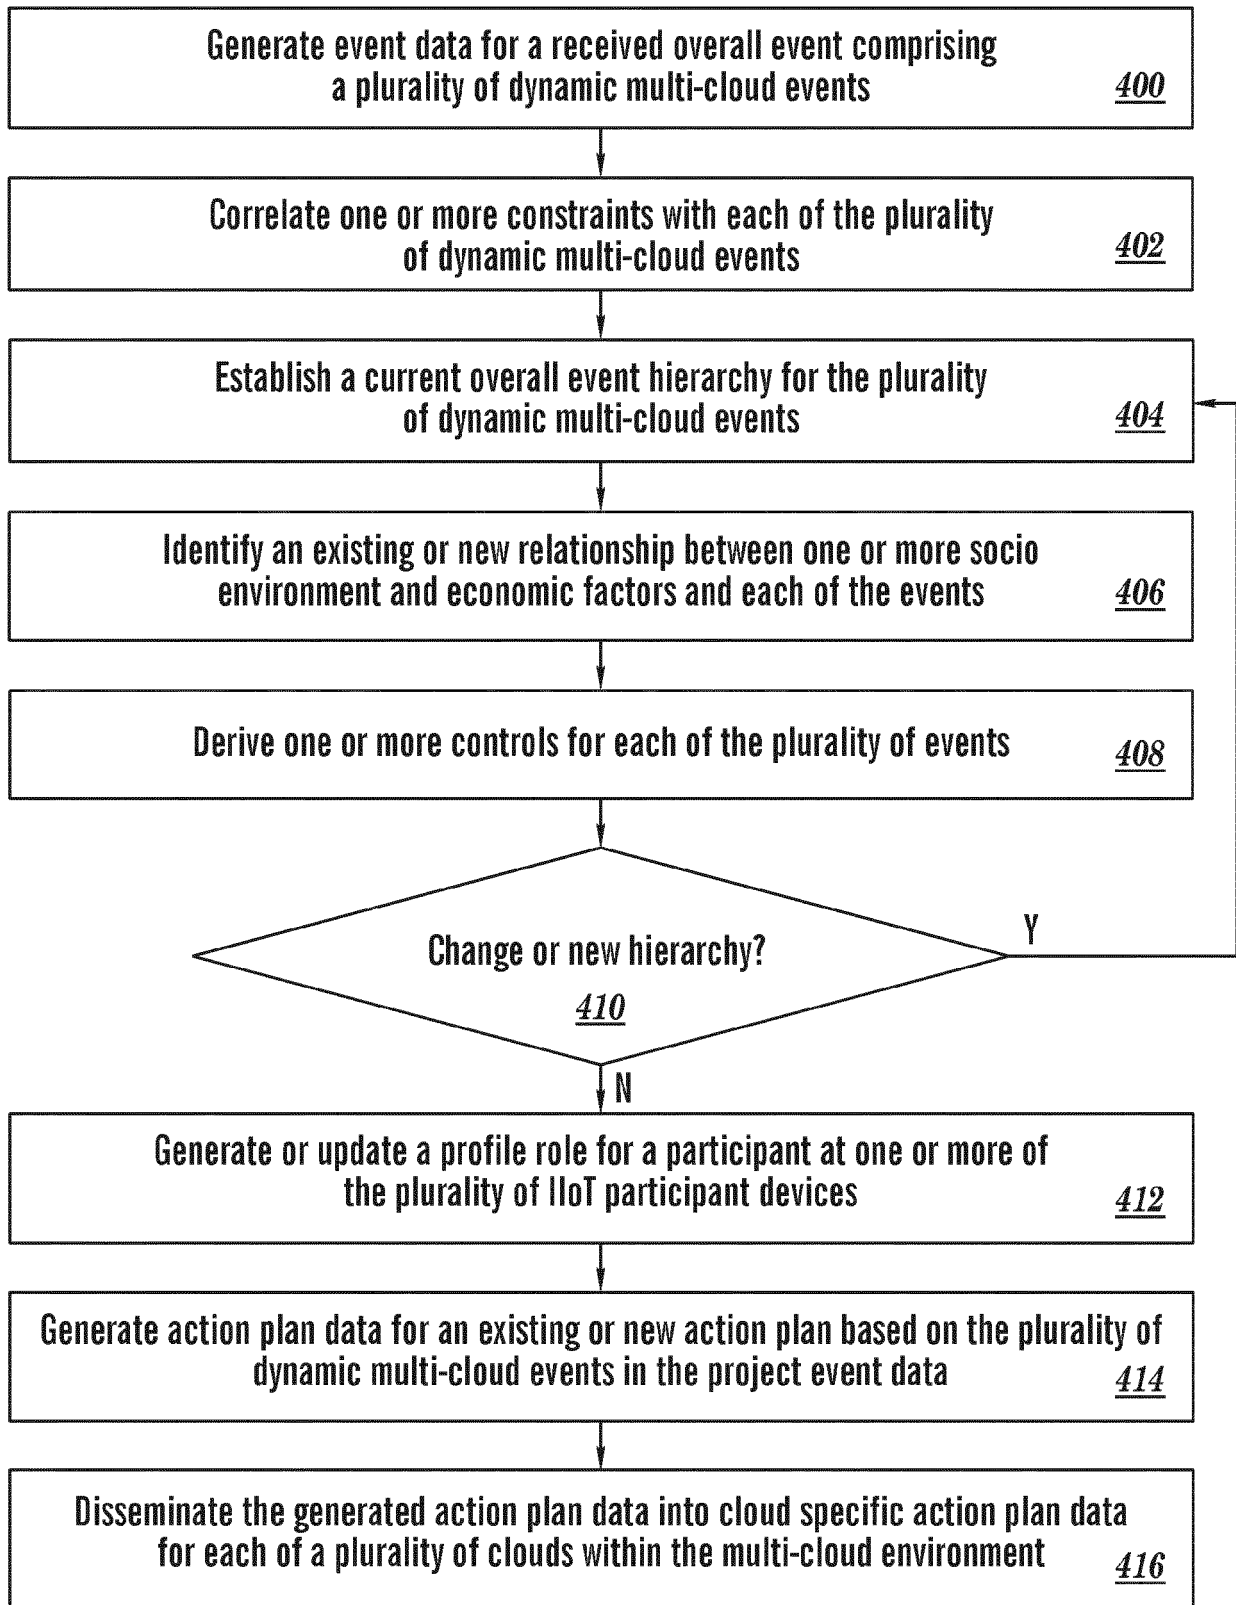 Generate event data for a received overall event comprising
a plurality of dynamic multi-cloud events
400
Correlate one or more constraints with each of the plurality
of dynamic multi-cloud events
402
Establish a current overall event hierarchy for the plurality
of dynamic multi-cloud events
404
Identify an existing or new relationship between one or more socio
environment and economic factors and each of the events
406
Derive one or more controls for each of the plurality of events
408
Change or new hierarchy?
410
Y
N
Generate or update a profile role for a participant at one or more of
the plurality of IIoT participant devices
412
Generate action plan data for an existing or new action plan based on the plurality of
dynamic multi-cloud events in the project event data
414
Disseminate the generated action plan data into cloud specific action plan data
for each of a plurality of clouds within the multi-cloud environment
416